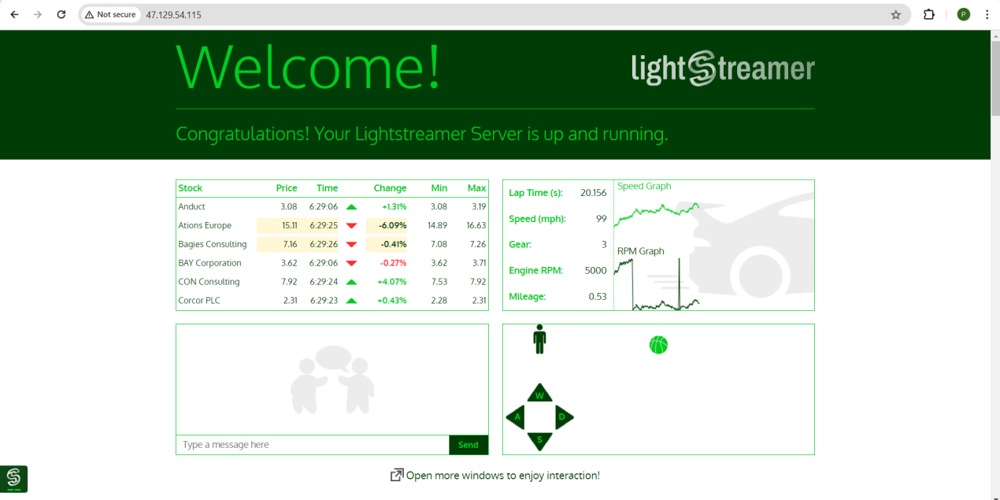 Not secure 47.129.54.115 P
Welcome!
lightStreamer
Congratulations! Your Lightstreamer Server is up and running.
Stock Price Time Change Min Max
Anduct 3.08 6:29:06 +1.31% 3.08 3.19
Ations Europe 15.11 6:29:25 -6.09% 14.89 16.63
Bagies Consulting 7.16 6:29:26 -0.41% 7.08 7.26
BAY Corporation 3.62 6:29:06 -0.27% 3.62 3.71
CON Consulting 7.92 6:29:24 +4.07% 7.53 7.92
Corcor PLC 2.31 6:29:23 +0.43% 2.28 2.31
Lap Time (s): 20.156
Speed (mph): 99
Gear: 3
Engine RPM: 5000
Mileage: 0.53
Speed Graph
RPM Graph
Type a message here Send
W
A D
S
Open more windows to enjoy interaction!